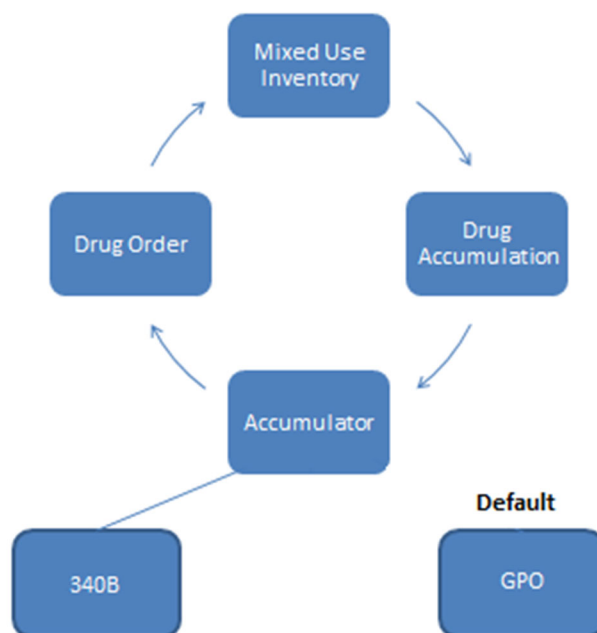 Mixed Use
Inventory
Drug Order
Drug
Accumulation
Accumulator
Default
340B
GPO